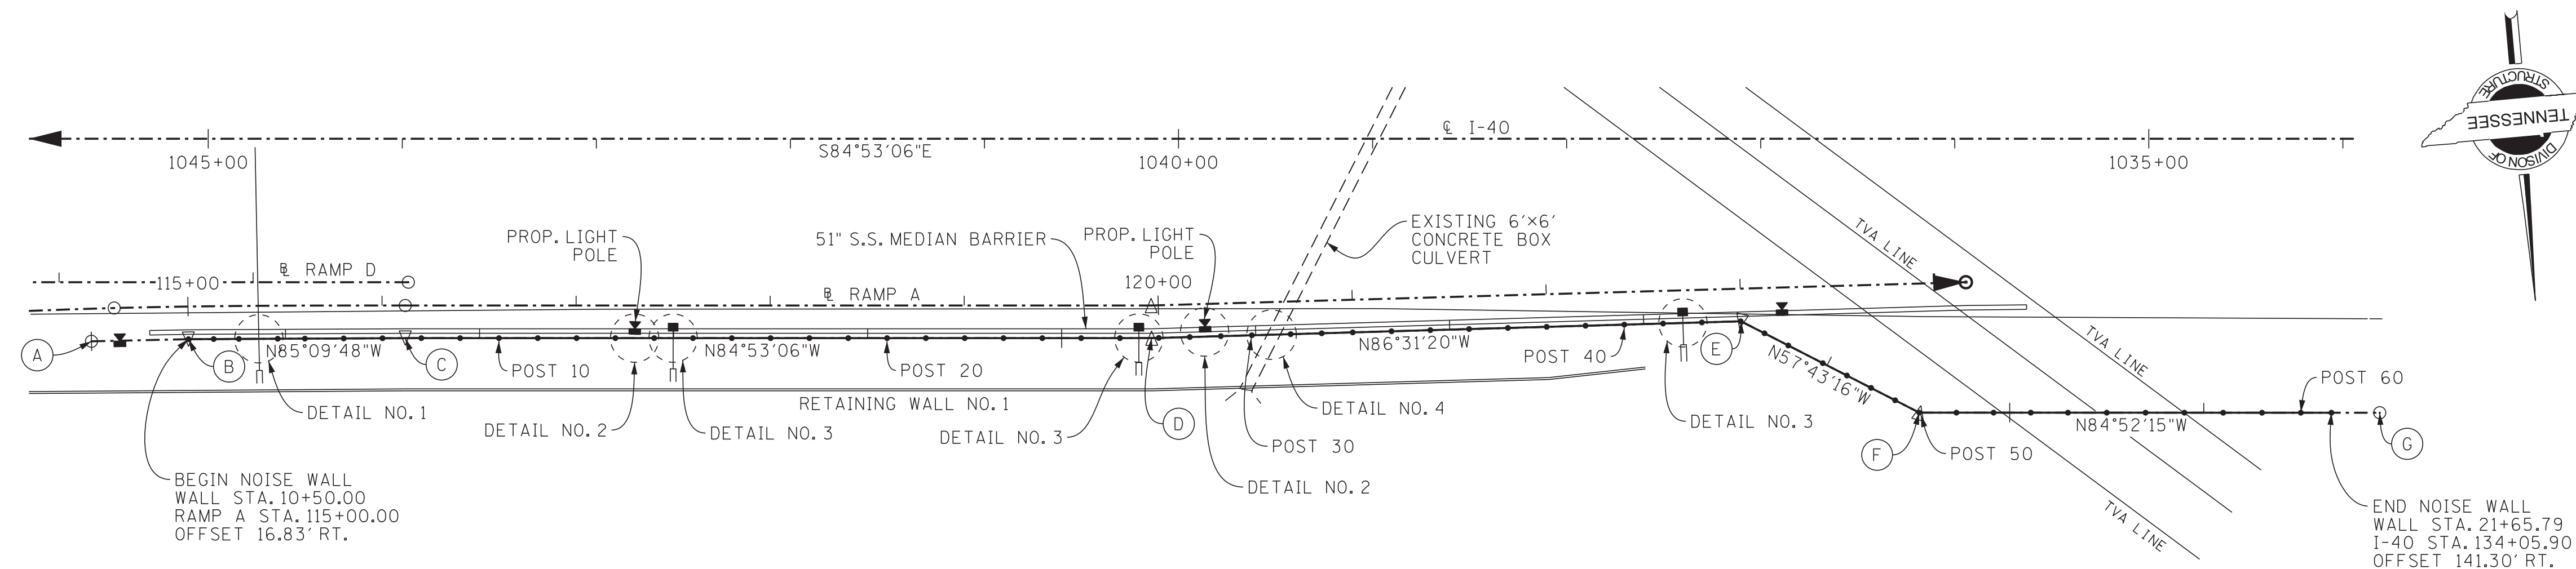 ℄ I-40
S84°53'06"E
1045+00
1040+00
1035+00
DIVISION OF
STRUCTURE
TENNESSEE
PROP. LIGHT
POLE
51" S.S. MEDIAN BARRIER
PROP. LIGHT
POLE
EXISTING 6'×6'
CONCRETE BOX
CULVERT
TVA LINE
TVA LINE
TVA LINE
115+00
℄ RAMP D
℄ RAMP A
120+00
A
B
C
D
E
F
G
N85°09'48"W
N84°53'06"W
N86°31'20"W
N57°43'16"W
N84°52'15"W
POST 10
POST 20
POST 30
POST 40
POST 50
POST 60
DETAIL NO. 1
DETAIL NO. 2
DETAIL NO. 3
RETAINING WALL NO. 1
DETAIL NO. 3
DETAIL NO. 2
DETAIL NO. 4
DETAIL NO. 3
BEGIN NOISE WALL
WALL STA. 10+50.00
RAMP A STA. 115+00.00
OFFSET 16.83' RT.
END NOISE WALL
WALL STA. 21+65.79
I-40 STA. 134+05.90
OFFSET 141.30' RT.